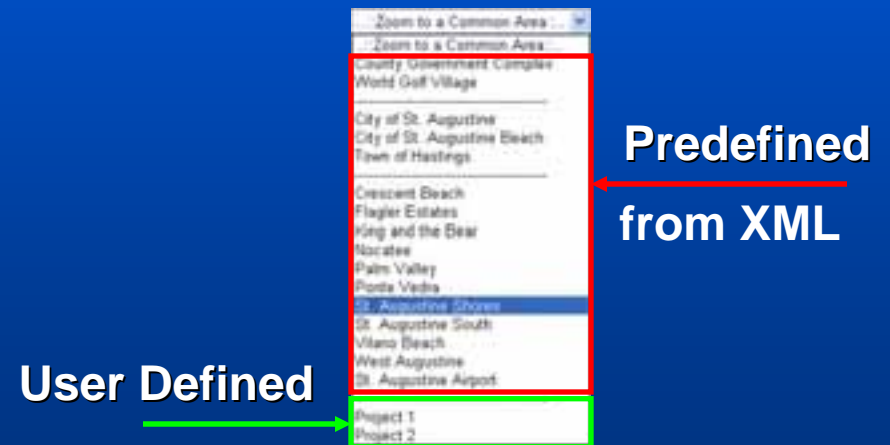 Zoom to a Common Area :..
.: Zoom to a Common Area :..
County Government Complex
World Golf Village
City of St. Augustine
City of St. Augustine Beach
Town of Hastings
Crescent Beach
Flagler Estates
King and the Bear
Nocatee
Palm Valley
Ponte Vedra
St. Augustine Shores
St. Augustine South
Vilano Beach
West Augustine
St. Augustine Airport
Project 1
Project 2
Predefined
from XML
User Defined